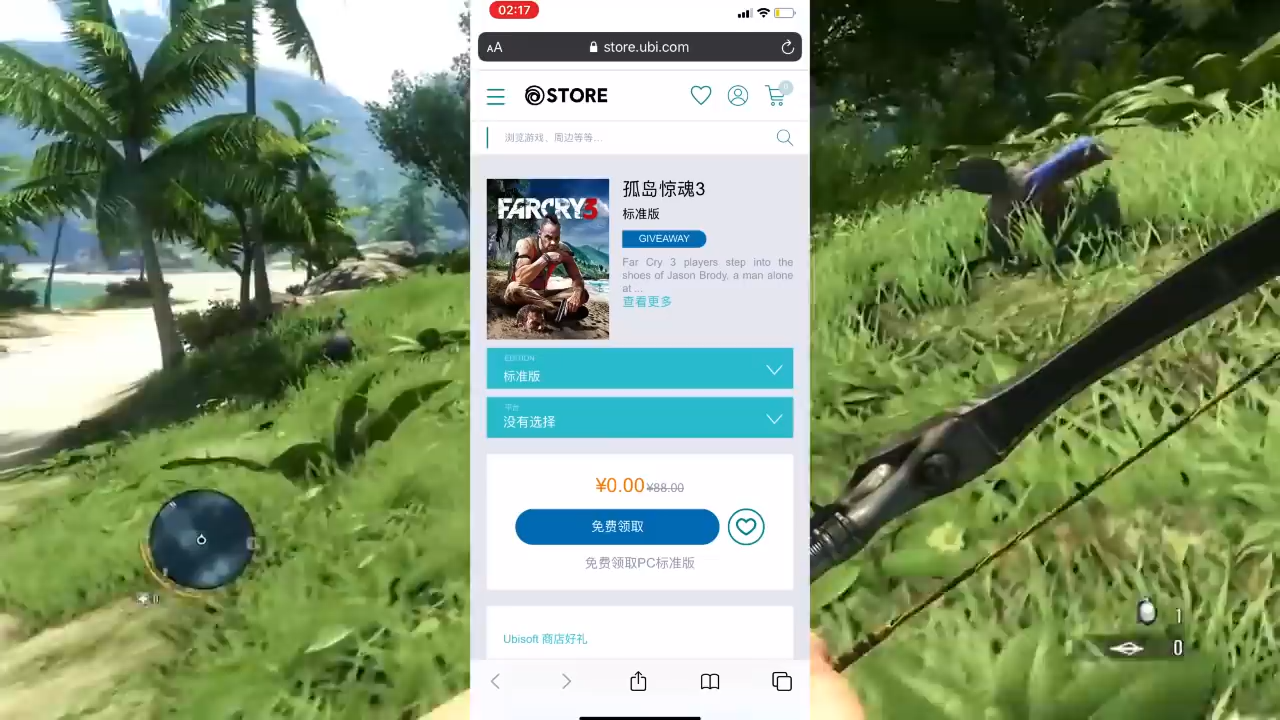 02:17
AA store.ubi.com
STORE
0
浏览游戏、周边等等...
FARCRY3
孤岛惊魂3
标准版
GIVEAWAY
Far Cry 3 players step into the
shoes of Jason Brody, a man alone
at ...
查看更多
EDITION
标准版
平台
没有选择
¥0.00 ¥88.00
免费领取
免费领取PC标准版
Ubisoft 商店好礼
1
0